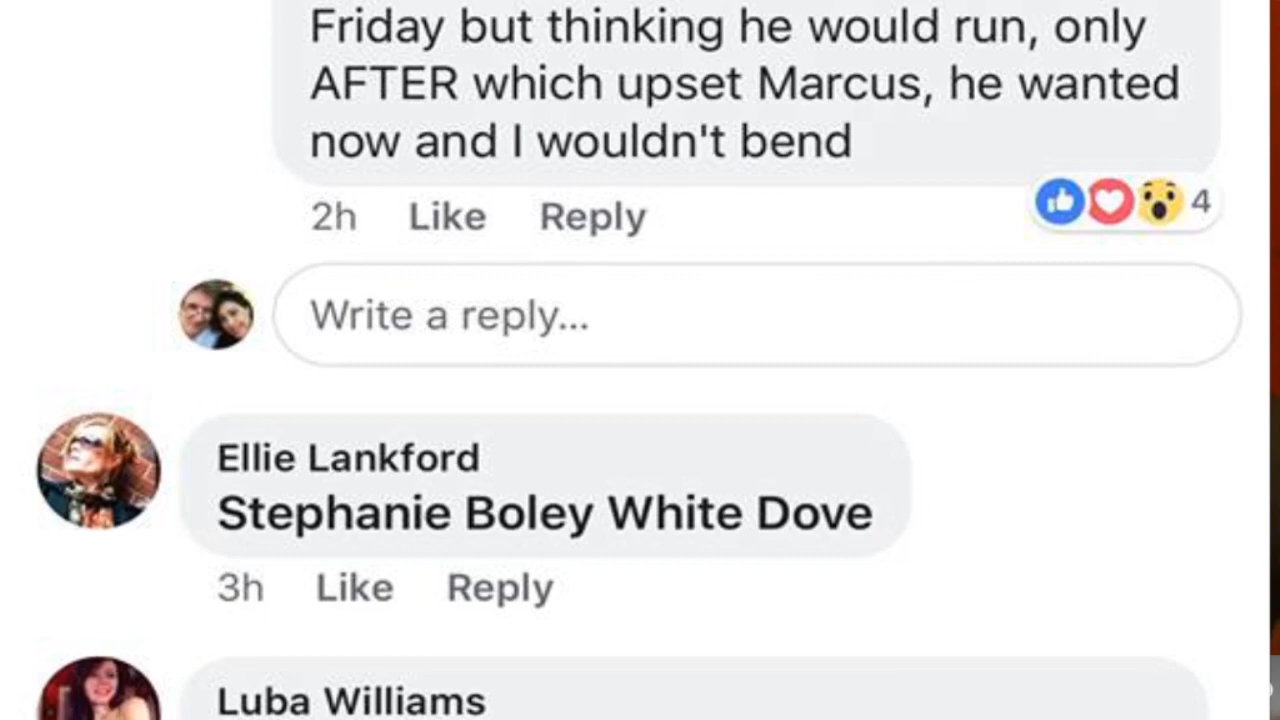 Friday but thinking he would run, only
AFTER which upset Marcus, he wanted
now and I wouldn't bend
2h Like Reply
4
Write a reply...
Ellie Lankford
Stephanie Boley White Dove
3h Like Reply
Luba Williams